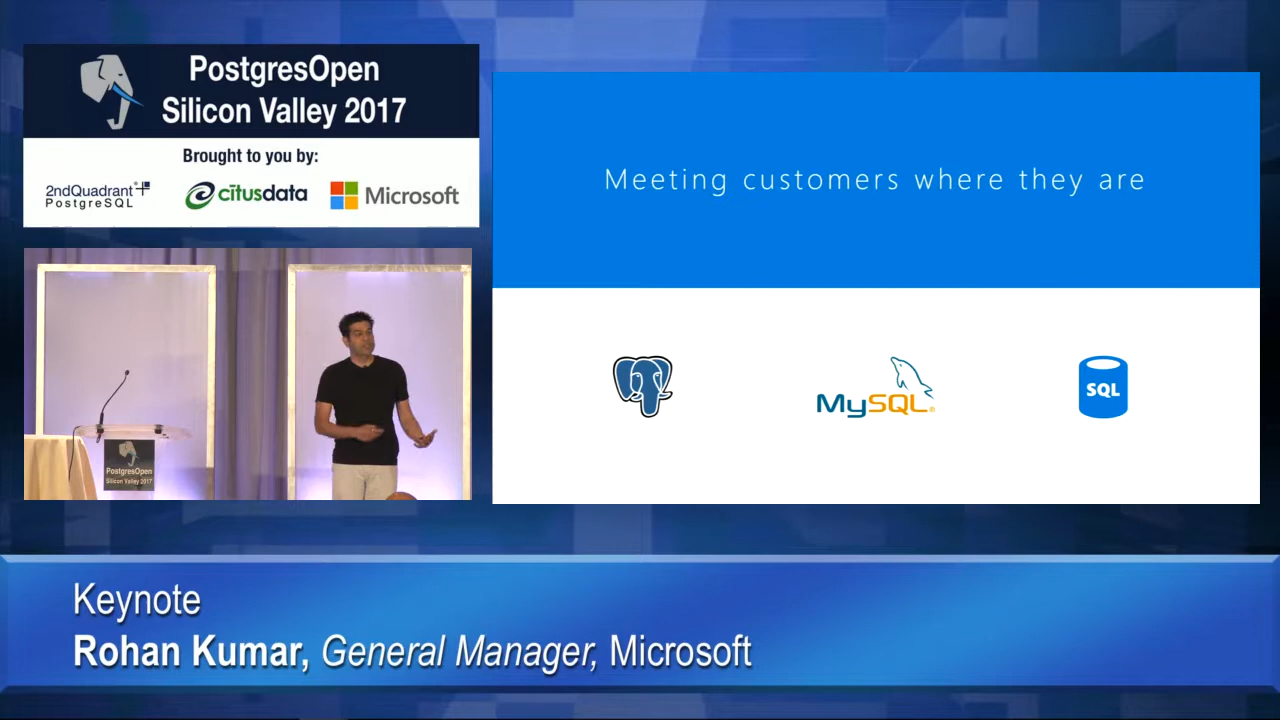 PostgresOpen
Silicon Valley 2017
Brought to you by:
2ndQuadrant®
PostgreSQL
citusdata
Microsoft
Meeting customers where they are
MySQL®
SQL
PostgresOpen
Silicon Valley 2017
Keynote
Rohan Kumar, General Manager, Microsoft